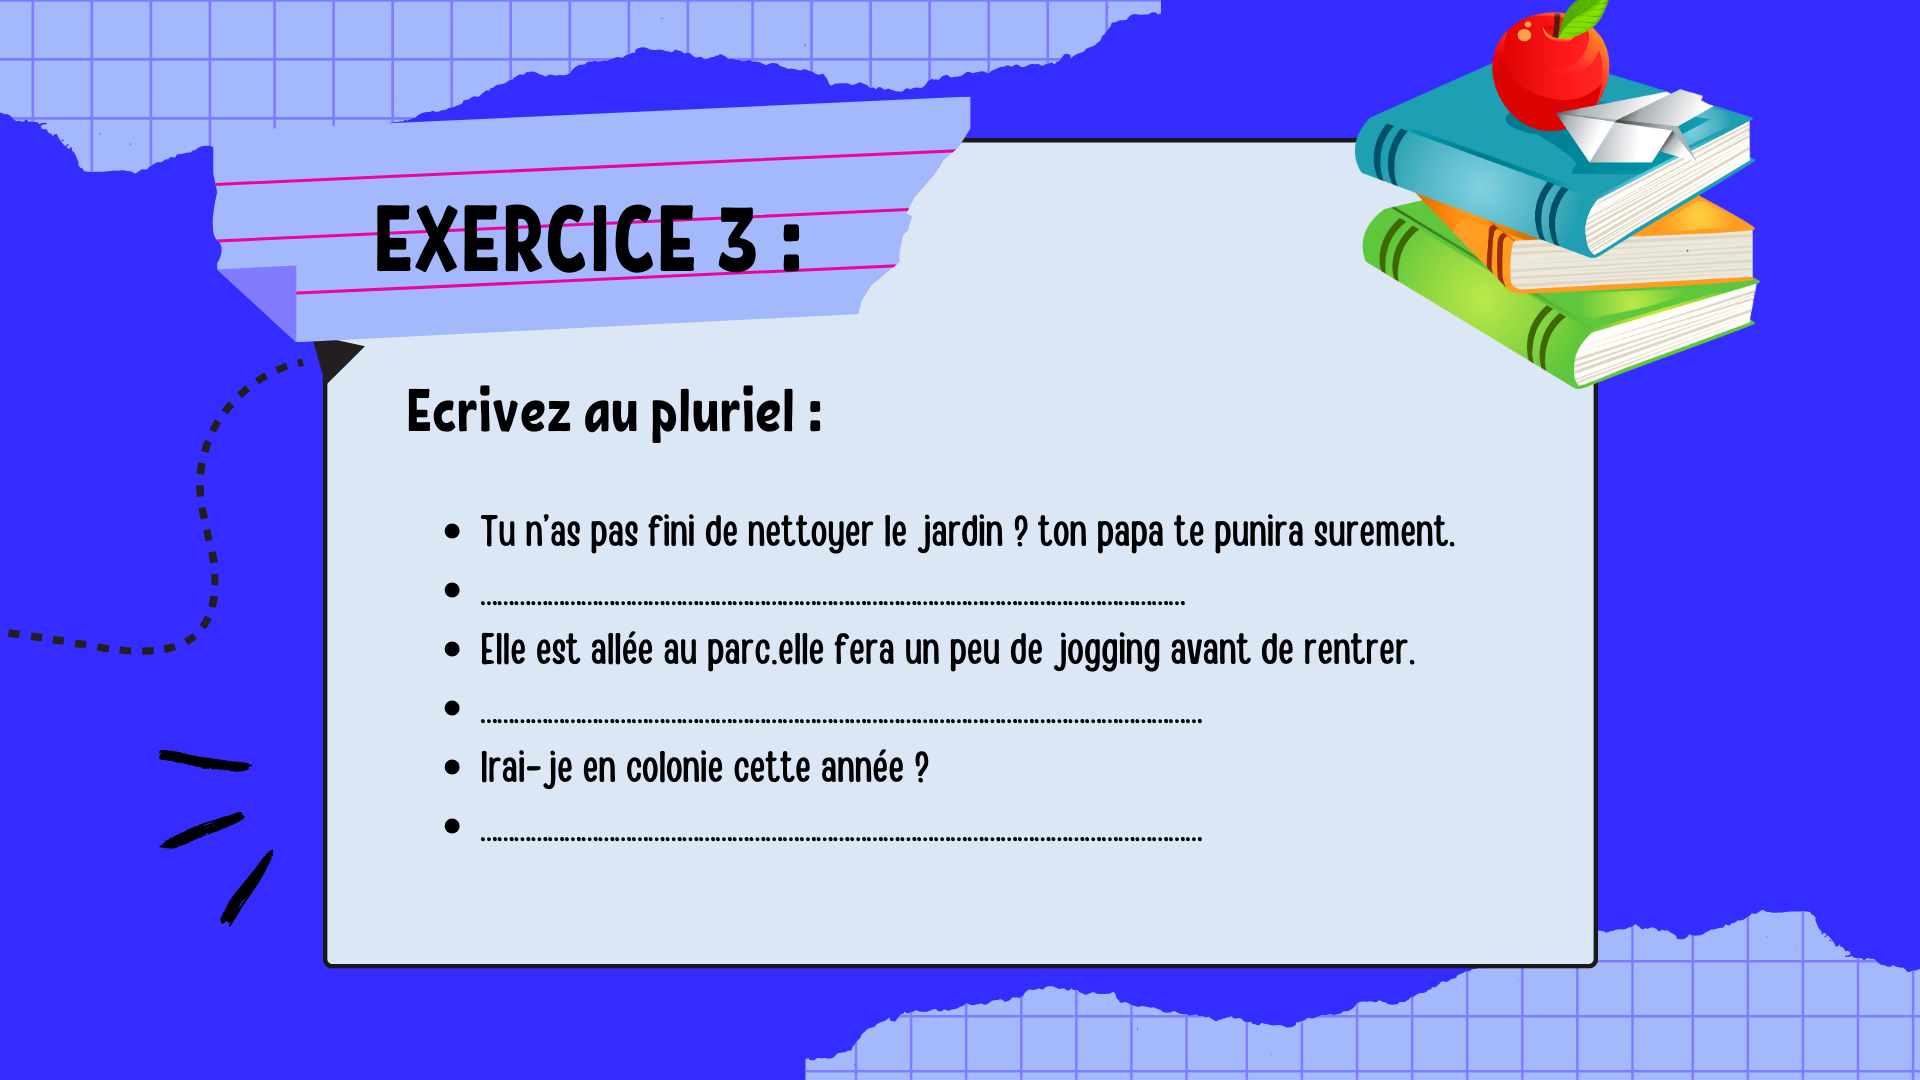 EXERCICE 3 :
Ecrivez au pluriel :
• Tu n'as pas fini de nettoyer le jardin ? ton papa te punira surement.
• ........................................................................................................................
• Elle est allée au parc.elle fera un peu de jogging avant de rentrer.
• ...........................................................................................................................
• Irai-je en colonie cette année ?
• ...........................................................................................................................